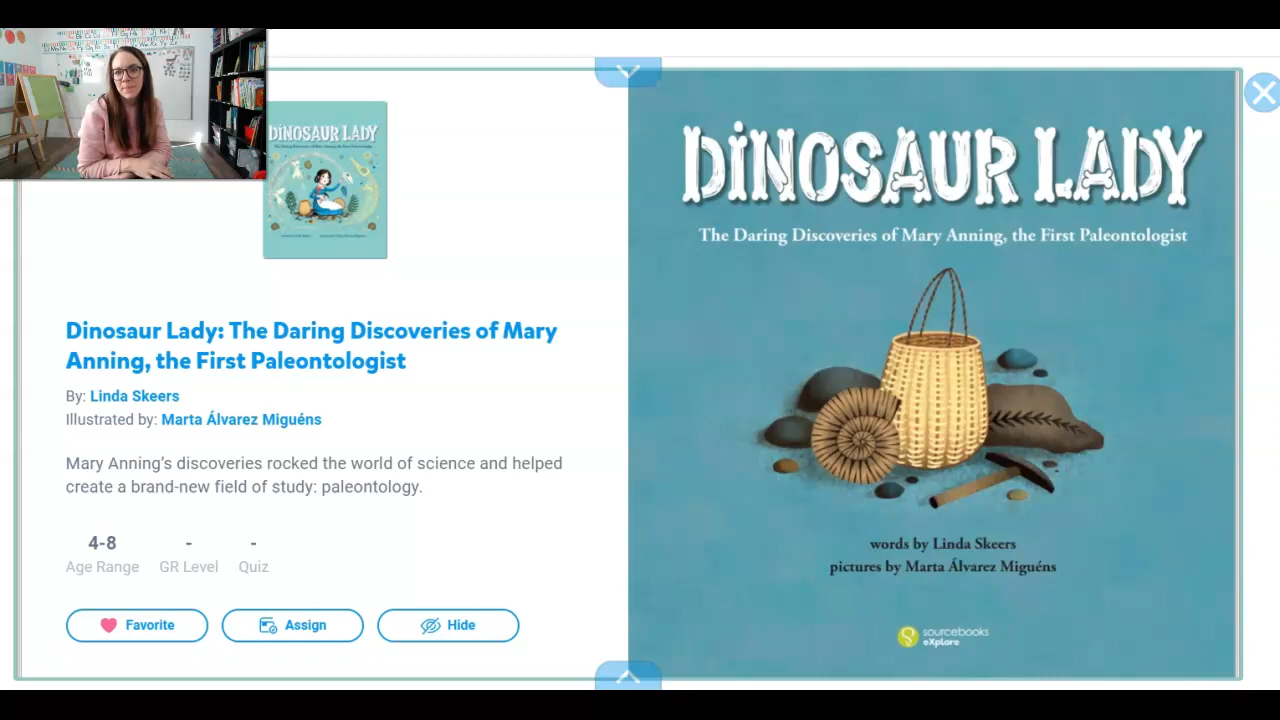 DINOSAUR LADY
Dinosaur Lady: The Daring Discoveries of Mary
Anning, the First Paleontologist
By: Linda Skeers
Illustrated by: Marta Álvarez Miguéns
Mary Anning's discoveries rocked the world of science and helped
create a brand-new field of study: paleontology.
4-8 - -
Age Range GR Level Quiz
Favorite Assign Hide
DINOSAUR LADY
The Daring Discoveries of Mary Anning, the First Paleontologist
words by Linda Skeers
pictures by Marta Álvarez Miguéns
sourcebooks
eXplore